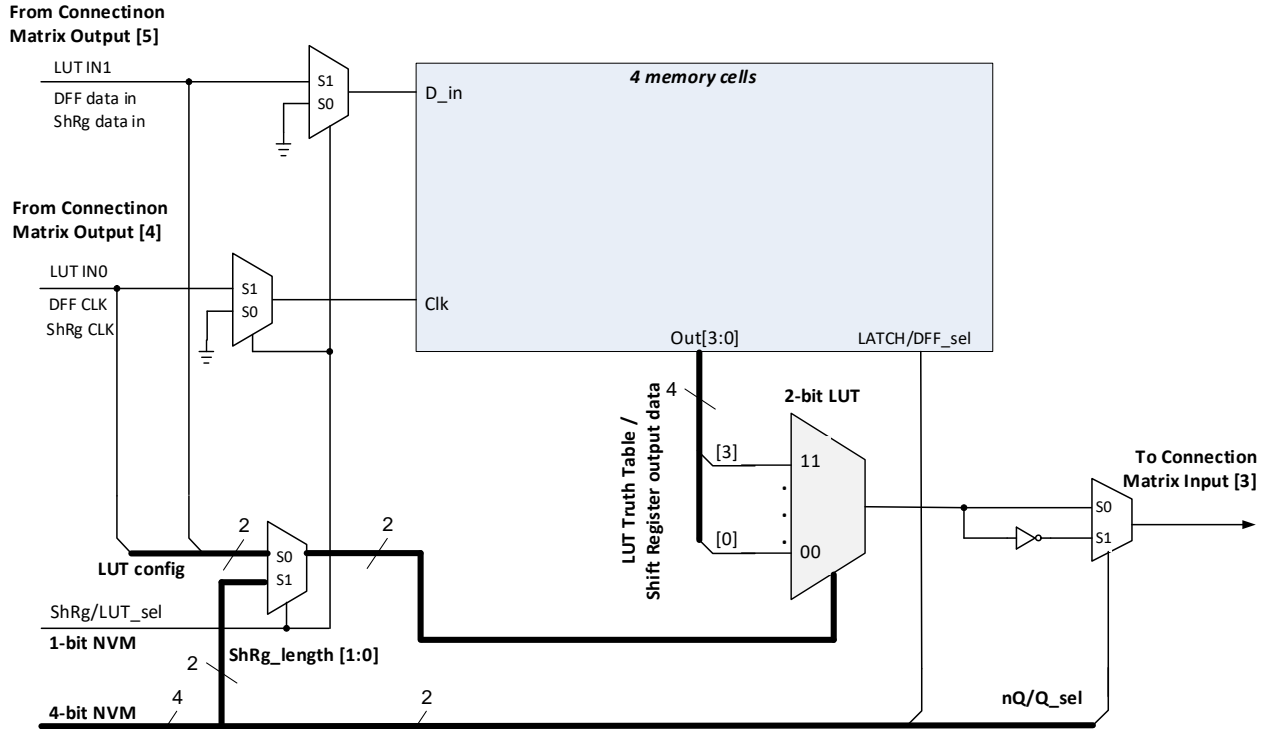 From Connectinon
Matrix Output [5]
LUT IN1
DFF data in
ShRg data in
S1
S0
D_in
4 memory cells
From Connectinon
Matrix Output [4]
LUT IN0
DFF CLK
ShRg CLK
S1
S0
Clk
Out[3:0]
LATCH/DFF_sel
LUT Truth Table /
Shift Register output data
4
2-bit LUT
[3]
11
[0]
00
To Connection
Matrix Input [3]
S0
S1
2
2
S0
S1
LUT config
ShRg/LUT_sel
1-bit NVM
ShRg_length [1:0]
2
nQ/Q_sel
4-bit NVM
4
2